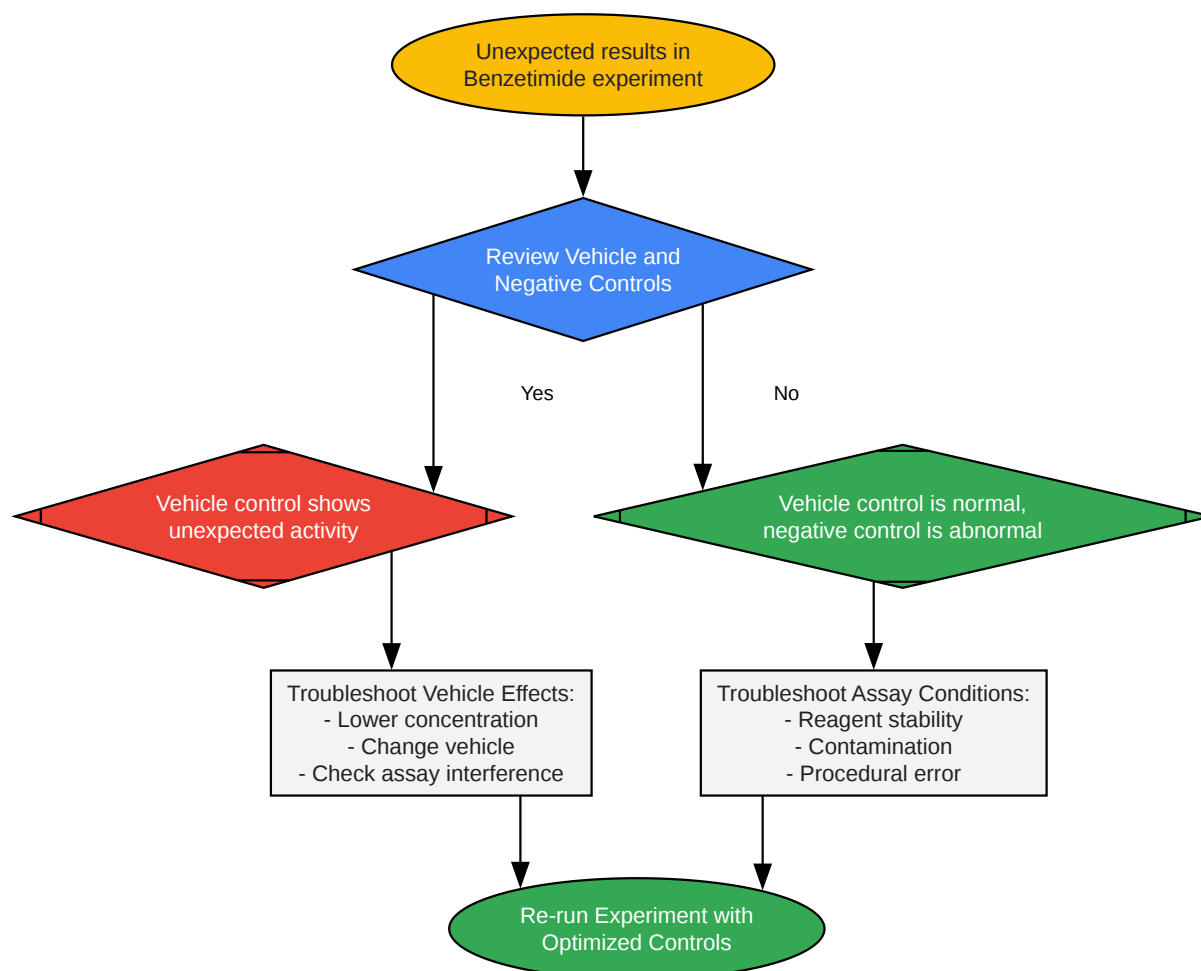 Unexpected results in
Benzetimide experiment
Review Vehicle and
Negative Controls
Yes
No
Vehicle control shows
unexpected activity
Vehicle control is normal,
negative control is abnormal
Troubleshoot Vehicle Effects:
- Lower concentration
- Change vehicle
- Check assay interference
Troubleshoot Assay Conditions:
- Reagent stability
- Contamination
- Procedural error
Re-run Experiment with
Optimized Controls